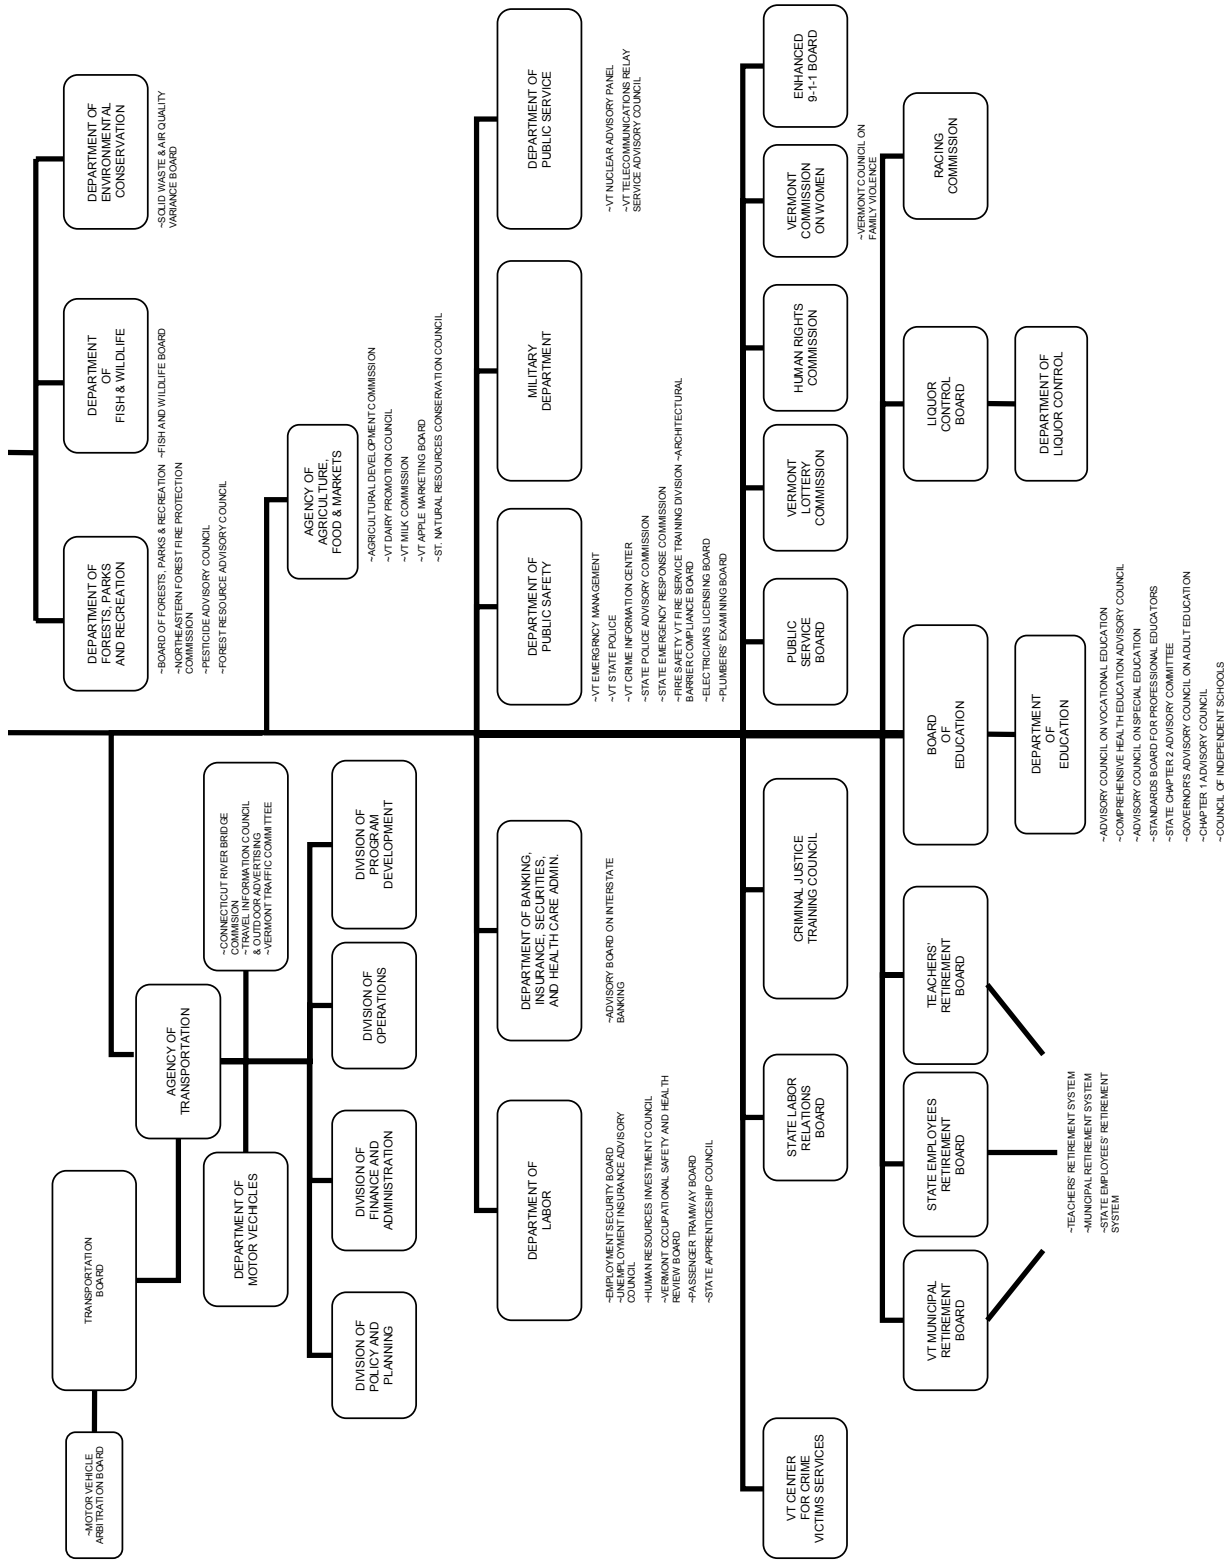 ~MOTOR VEHICLE
ARBITRATION BOARD
TRANSPORTATION
BOARD
DEPARTMENT OF
FORESTS, PARKS
AND RECREATION
DEPARTMENT
OF
FISH & WILDLIFE
DEPARTMENT OF
ENVIRONMENTAL
CONSERVATION
~BOARD OF FORESTS, PARKS & RECREATION
~NORTHEASTERN FOREST FIRE PROTECTION
COMMISSION
~PESTICIDE ADVISORY COUNCIL
~FOREST RESOURCE ADVISORY COUNCIL
~FISH AND WILDLIFE BOARD
~SOLID WASTE & AIR QUALITY
VARIANCE BOARD
AGENCY OF
TRANSPORTATION
DEPARTMENT OF
MOTOR VECHICLES
~CONNECTICUT RIVER BRIDGE
COMMISION
~TRAVEL INFORMATION COUNCIL
& OUTDOOR ADVERTISING
~VERMONT TRAFFIC COMMITTEE
AGENCY OF
AGRICULTURE,
FOOD & MARKETS
~AGRICULTURAL DEVELOPMENT COMMISSION
~VT DAIRY PROMOTION COUNCIL
~VT MILK COMMISSION
~VT APPLE MARKETING BOARD
~ST. NATURAL RESOURCES CONSERVATION COUNCIL
DIVISION OF
POLICY AND
PLANNING
DIVISION OF
FINANCE AND
ADMINISTRATION
DIVISION OF
OPERATIONS
DIVISION OF
PROGRAM
DEVELOPMENT
DEPARTMENT OF
LABOR
DEPARTMENT OF BANKING,
INSURANCE, SECURITIES,
AND HEALTH CARE ADMIN.
DEPARTMENT OF
PUBLIC SAFETY
MILITARY
DEPARTMENT
DEPARTMENT OF
PUBLIC SERVICE
~EMPLOYMENT SECURITY BOARD
~UNEMPLOYMENT INSURANCE ADVISORY
COUNCIL
~HUMAN RESOURCES INVESTMENT COUNCIL
~VERMONT OCCUPATIONAL SAFETY AND HEALTH
REVIEW BOARD
~PASSENGER TRAMWAY BOARD
~STATE APPRENTICESHIP COUNCIL
~ADVISORY BOARD ON INTERSTATE
BANKING
~VT EMERGRNCY MANAGEMENT
~VT STATE POLICE
~VT CRIME INFORMATION CENTER
~STATE POLICE ADVISORY COMMISSION
~STATE EMERGENCY RESPONSE COMMISSION
~FIRE SAFETY VT FIRE SERVICE TRAINING DIVISION ~ARCHITECTURAL
BARRIER COMPLIANCE BOARD
~ELECTRICIAN'S LICENSING BOARD
~PLUMBERS' EXAMINING BOARD
~VT NUCLEAR ADVISORY PANEL
~VT TELECOMMUNICATIONS RELAY
SERVICE ADVISORY COUNCIL
VT CENTER
FOR CRIME
VICTIMS SERVICES
STATE LABOR
RELATIONS
BOARD
CRIMINAL JUSTICE
TRAINING COUNCIL
PUBLIC
SERVICE
BOARD
VERMONT
LOTTERY
COMMISSION
HUMAN RIGHTS
COMMISSION
VERMONT
COMMISSION
ON WOMEN
ENHANCED
9-1-1 BOARD
~VERMONT COUNCIL ON
FAMILY VIOLENCE
VT MUNICIPAL
RETIREMENT
BOARD
STATE EMPLOYEES
RETIREMENT
BOARD
TEACHERS'
RETIREMENT
BOARD
BOARD
OF
EDUCATION
LIQUOR
CONTROL
BOARD
RACING
COMMISSION
DEPARTMENT
OF
EDUCATION
DEPARTMENT OF
LIQUOR CONTROL
~TEACHERS' RETIREMENT SYSTEM
~MUNICIPAL RETIREMENT SYSTEM
~STATE EMPLOYEES' RETIREMENT
SYSTEM
~ADVISORY COUNCIL ON VOCATIONAL EDUCATION
~COMPREHENSIVE HEALTH EDUCATION ADVISORY COUNCIL
~ADVISORY COUNCIL ON SPECIAL EDUCATION
~STANDARDS BOARD FOR PROFESSIONAL EDUCATORS
~STATE CHAPTER 2 ADVISORY COMMITTEE
~GOVERNOR'S ADVISORY COUNCIL ON ADULT EDUCATION
~CHAPTER 1 ADVISORY COUNCIL
~COUNCIL OF INDEPENDENT SCHOOLS